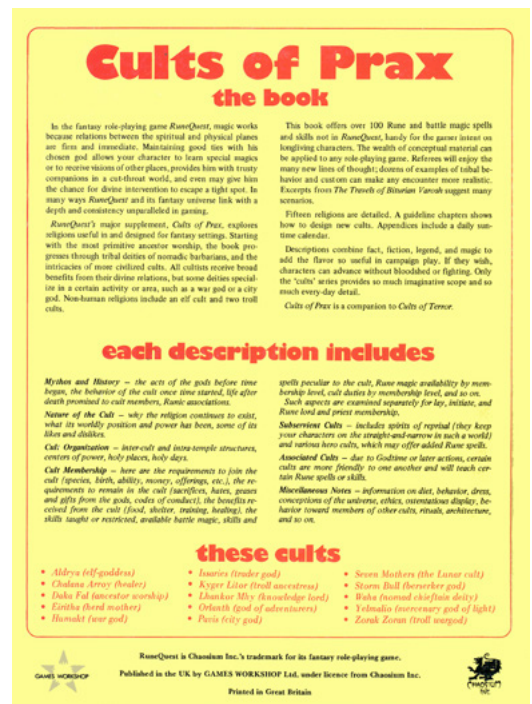 Cults of Prax
the book
In the fantasy role-playing game RuneQuest, magic works
because relations between the spiritual and physical planes
are firm and immediate. Maintaining good ties with his
chosen god allows your character to learn special magics
or to receive visions of other places, provides him with trusty
companions in a cut-throat world, and even may give him
the chance for divine intervention to escape a tight spot. In
many ways RuneQuest and its fantasy universe link with a
depth and consistency unparalleled in gaming.
RuneQuest's major supplement, Cults of Prax, explores
religions useful in and designed for fantasy settings. Starting
with the most primitive ancestor worship, the book pro-
gresses through tribal deities of nomadic barbarians, and the
intricacies of more civilized cults. All cultists receive broad
benefits from their divine relations, but some deities special-
ize in a certain activity or area, such as a war god or a city
god. Non-human religions include an elf cult and two troll
cults.
This book offers over 100 Rune and battle magic spells
and skills not in RuneQuest, handy for the gamer intent on
longliving characters. The wealth of conceptual material can
be applied to any role-playing game. Referees will enjoy the
many new lines of thought; dozens of examples of tribal be-
havior and custom can make any encounter more realistic.
Excerpts from The Travels of Biturian Varosh suggest many
scenarios.
Fifteen religions are detailed. A guideline chapters shows
how to design new cults. Appendices include a daily sun-
time calendar.
Descriptions combine fact, fiction, legend, and magic to
add the flavor so useful in campaign play. If they wish,
characters can advance without bloodshed or fighting. Only
the 'cults' series provides so much imaginative scope and so
much every-day detail.
Cults of Prax is a companion to Cults of Terror.
each description includes
Mythos and History – the acts of the gods before time
began, the behavior of the cult once time started, life after
death promised to cult members, Runic associations.
Nature of the Cult – why the religion continues to exist,
what its worldly position and power has been, some of its
likes and dislikes.
Cult Organization – inter-cult and intra-temple structures,
centers of power, holy places, holy days.
Cult Membership – here are the requirements to join the
cult (species, birth, ability, money, offerings, etc.), the re-
quirements to remain in the cult (sacrifices, hates, geases
and gifts from the gods, codes of conduct), the benefits re-
ceived from the cult (food, shelter, training, healing), the
skills taught or restricted, available battle magic, skills and
spells peculiar to the cult, Rune magic availability by mem-
bership level, cult duties by membership level, and so on.
Such aspects are examined separately for lay, initiate, and
Rune lord and priest membership.
Subservient Cults – includes spirits of reprisal (they keep
your characters on the straight-and-narrow in such a world)
and various hero cults, which may offer added Rune spells.
Associated Cults – due to Godtime or later actions, certain
cults are more friendly to one another and will teach cer-
tain Rune spells or skills.
Miscellaneous Notes – information on diet, behavior, dress,
conceptions of the universe, ethics, ostentatious display, be-
havior toward members of other cults, rituals, architecture,
and so on.
these cults
• Aldrya (elf-goddess)
• Chalana Arroy (healer)
• Daka Fal (ancestor worship)
• Eiritha (herd mother)
• Humakt (war god)
• Issaries (trader god)
• Kyger Litor (troll ancestress)
• Lhankor Mhy (knowledge lord)
• Orlanth (god of adventurers)
• Pavis (city god)
• Seven Mothers (the Lunar cult)
• Storm Bull (berserker god)
• Waha (nomad chieftain deity)
• Yelmalio (mercenary god of light)
• Zorak Zoran (troll wargod)
GAMES WORKSHOP
RuneQuest is Chaosium Inc.'s trademark for its fantasy role-playing game.
Published in the UK by GAMES WORKSHOP Ltd, under licence from Chaosium Inc.
Printed in Great Britain
CHAOSIUM
INC